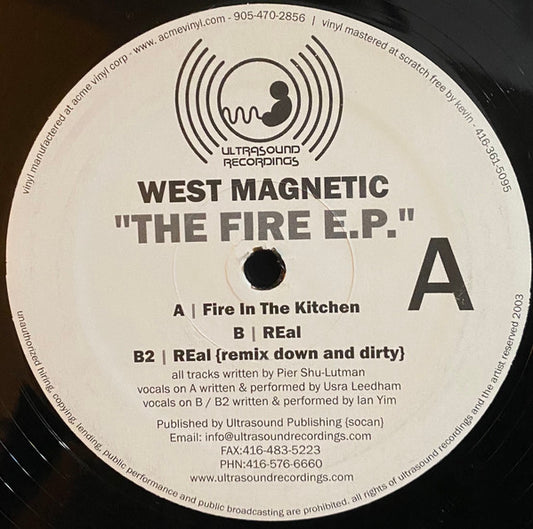 vinyl manufactured at acme vinyl corp - www.acmevinyl.com - 905-470-2856 | vinyl mastered at scratch free by kevin - 416-361-5095
ULTRASOUND
RECORDINGS
WEST MAGNETIC
"THE FIRE E.P."
A
A | Fire In The Kitchen
B | REal
B2 | REal {remix down and dirty}
all tracks written by Pier Shu-Lutman
vocals on A written & performed by Usra Leedham
vocals on B / B2 written & performed by Ian Yim
Published by Ultrasound Publishing {socan}
Email: info@ultrasoundrecordings.com
FAX:416-483-5223
PHN:416-576-6660
www.ultrasoundrecordings.com
unauthorized hiring, copying, lending, public performance and public broadcasting are prohibited. all rights of ultrasound recordings and the artist reserved 2003